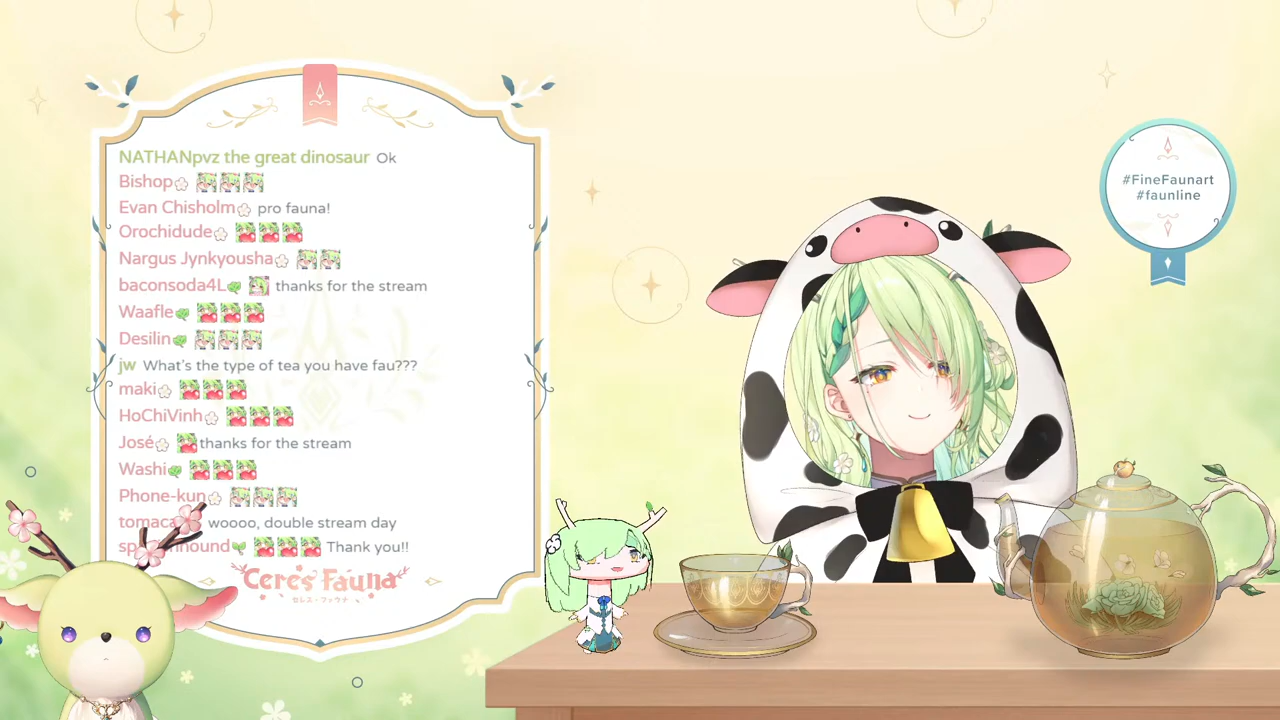 NATHANpvz the great dinosaur Ok
Bishop
Evan Chisholm pro fauna!
Orochidude
Nargus Jynkyousha
baconsoda4L thanks for the stream
Waafle
Desilin
jw What's the type of tea you have fau???
maki
HoChiVinh
José thanks for the stream
Washi
Phone-kun
woooo, double stream day
Thank you!!
Ceres Fauna
セレス・ファウナ
#FineFaunart
#faunline